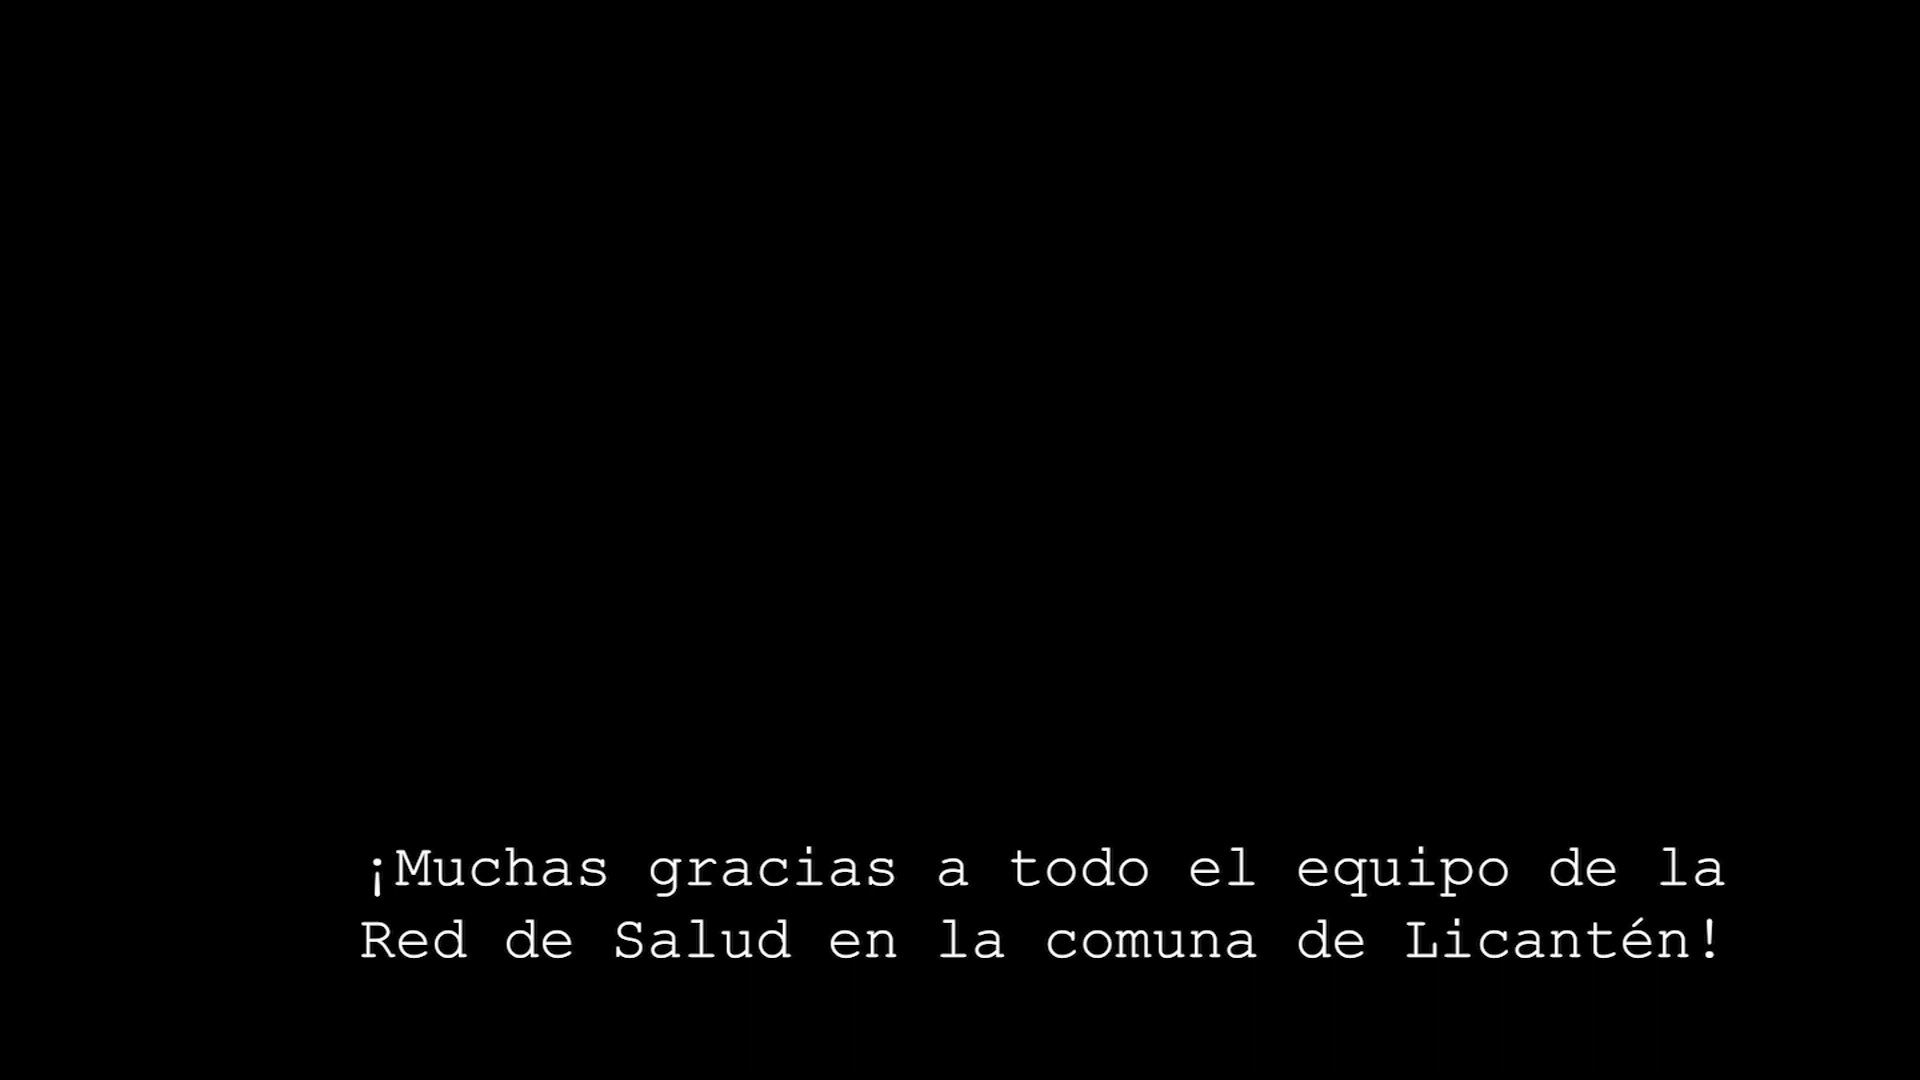 ¡Muchas gracias a todo el equipo de la
Red de Salud en la comuna de Licantén!